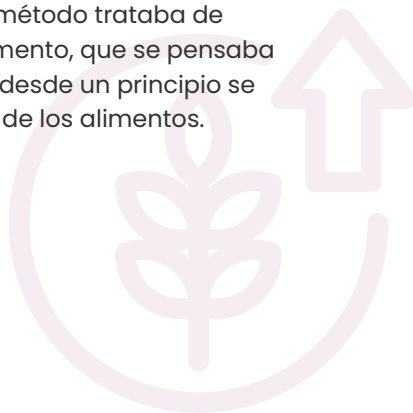 método trataba de
mento, que se pensaba
desde un principio se
de los alimentos.